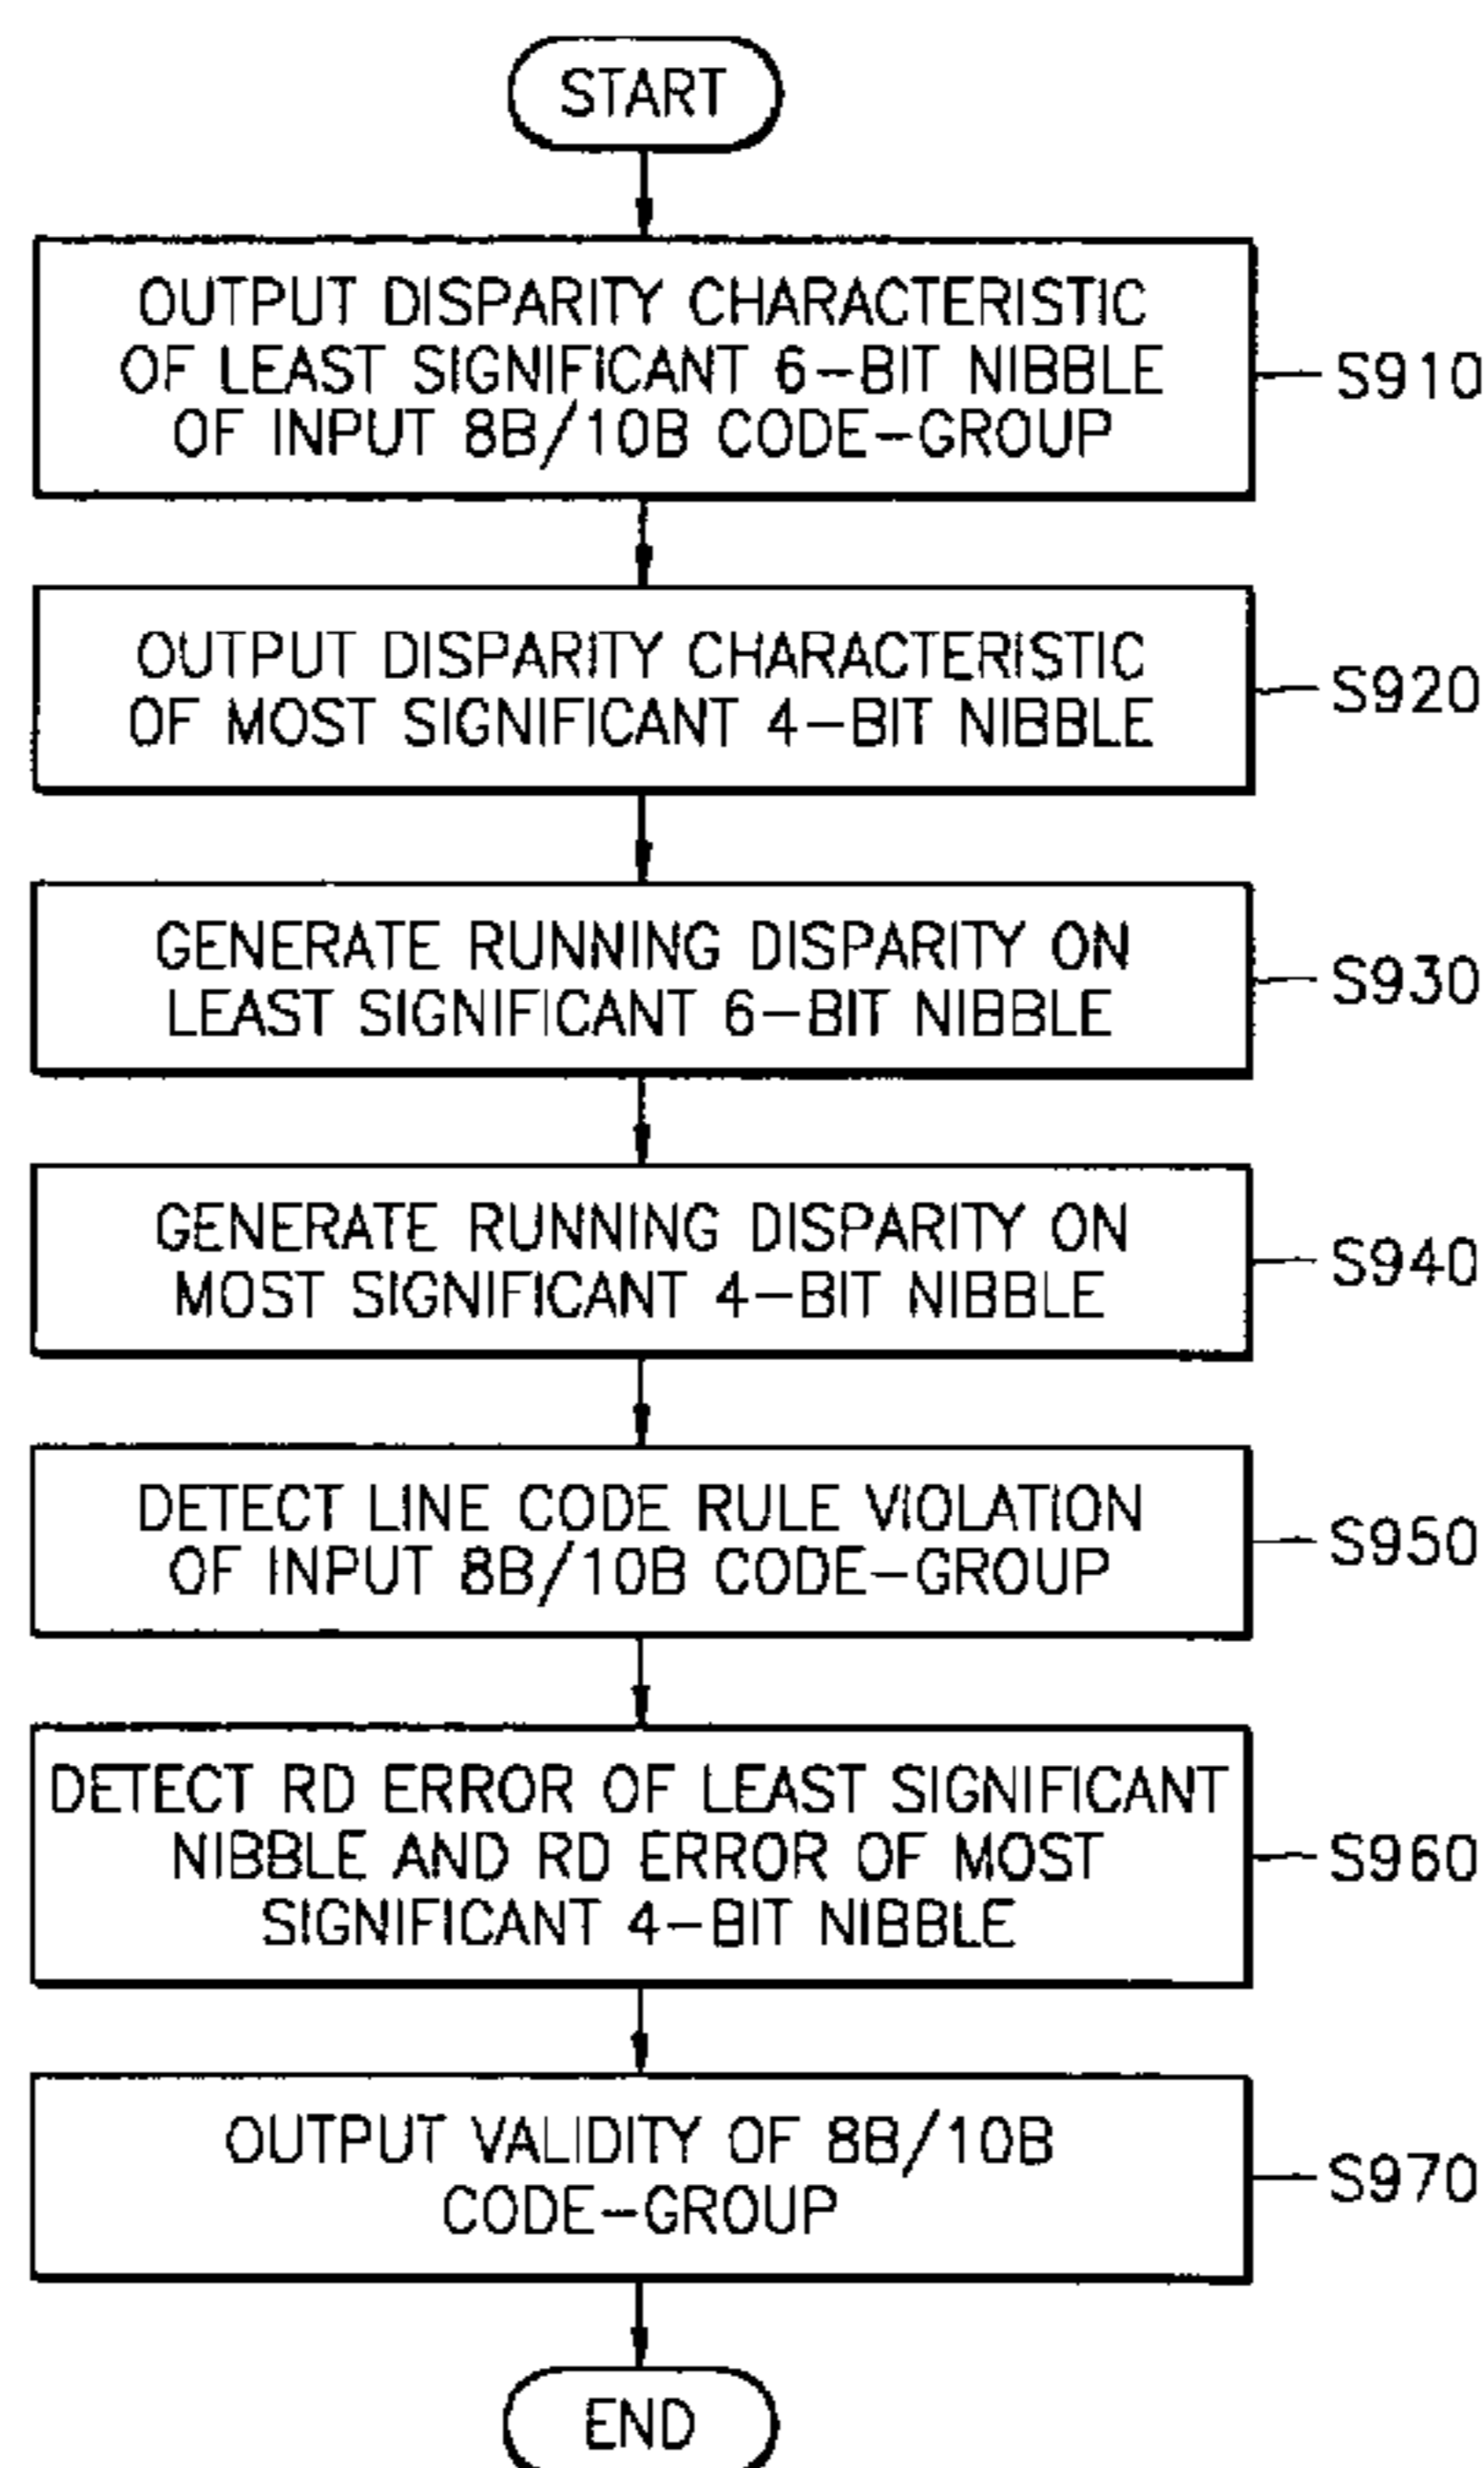 START
OUTPUT DISPARITY CHARACTERISTIC
OF LEAST SIGNIFICANT 6-BIT NIBBLE
OF INPUT 8B/10B CODE-GROUP
S910
OUTPUT DISPARITY CHARACTERISTIC
OF MOST SIGNIFICANT 4-BIT NIBBLE
S920
GENERATE RUNNING DISPARITY ON
LEAST SIGNIFICANT 6-BIT NIBBLE
S930
GENERATE RUNNING DISPARITY ON
MOST SIGNIFICANT 4-BIT NIBBLE
S940
DETECT LINE CODE RULE VIOLATION
OF INPUT 8B/10B CODE-GROUP
S950
DETECT RD ERROR OF LEAST SIGNIFICANT
NIBBLE AND RD ERROR OF MOST
SIGNIFICANT 4-BIT NIBBLE
S960
OUTPUT VALIDITY OF 8B/10B
CODE-GROUP
S970
END